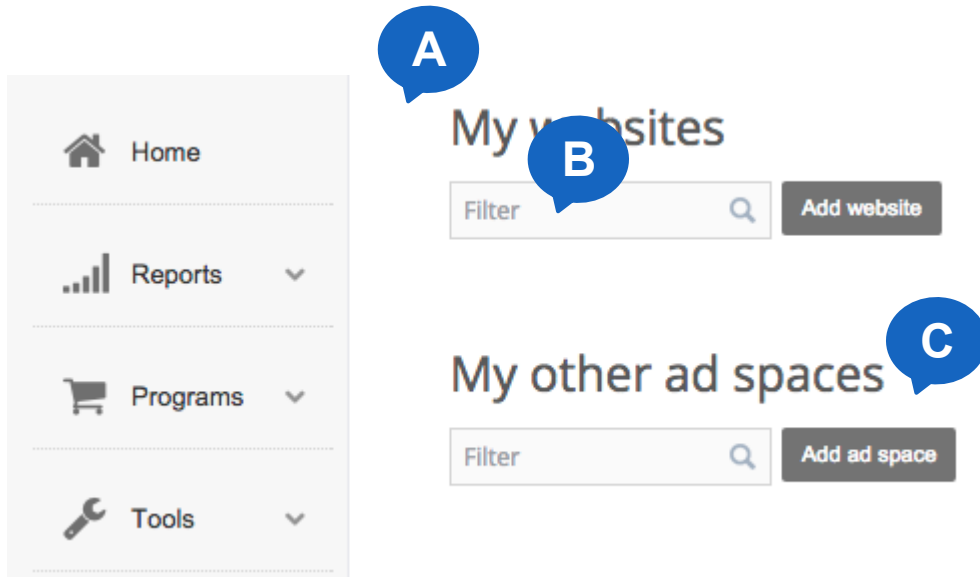 A
Home
Reports
Programs
Tools
My websites
B
Filter
Add website
C
My other ad spaces
Filter
Add ad space